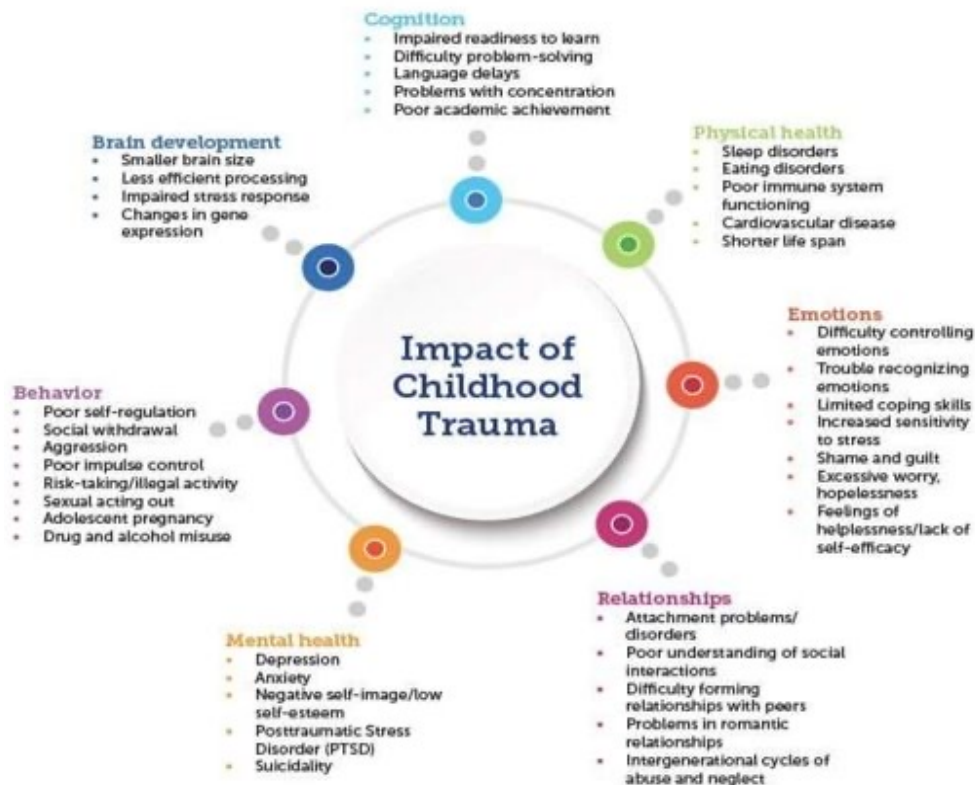 Cognition
• Impaired readiness to learn
• Difficulty problem-solving
• Language delays
• Problems with concentration
• Poor academic achievement
Physical health
• Sleep disorders
• Eating disorders
• Poor immune system
functioning
• Cardiovascular disease
• Shorter life span
Emotions
• Difficulty controlling
emotions
• Trouble recognizing
emotions
• Limited coping skills
• Increased sensitivity
to stress
• Shame and guilt
• Excessive worry,
hopelessness
• Feelings of
helplessness/lack of
self-efficacy
Relationships
• Attachment problems/
disorders
• Poor understanding of social
interactions
• Difficulty forming
relationships with peers
• Problems in romantic
relationships
• Intergenerational cycles of
abuse and neglect
Mental health
• Depression
• Anxiety
• Negative self-image/low
self-esteem
• Posttraumatic Stress
Disorder (PTSD)
• Suicidality
Behavior
• Poor self-regulation
• Social withdrawal
• Aggression
• Poor impulse control
• Risk-taking/illegal activity
• Sexual acting out
• Adolescent pregnancy
• Drug and alcohol misuse
Brain development
• Smaller brain size
• Less efficient processing
• Impaired stress response
• Changes in gene
expression
Impact of
Childhood
Trauma